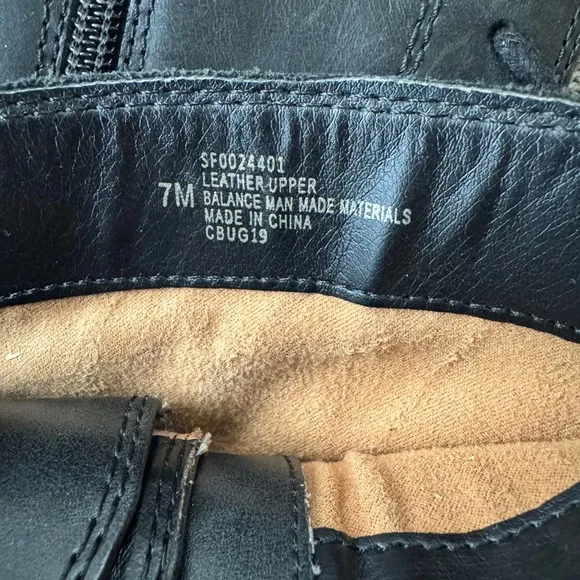 SF0024401
LEATHER UPPER
7M BALANCE MAN MADE MATERIALS
MADE IN CHINA
CBUG19